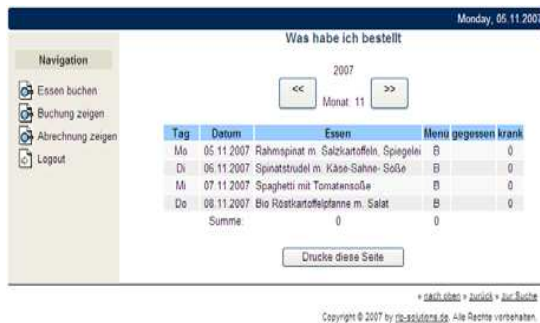 Monday, 05.11.2007
Was habe ich bestellt
Navigation
Essen buchen
Buchung zeigen
Abrechnung zeigen
Logout
2007
<< Monat: 11 >>
Tag Datum Essen Menü gegessen krank
Mo 05.11.2007 Rahmspinat m. Salzkartoffeln, Spiegelei B 0
Di 06.11.2007 Spinatstrudel m. Käse-Sahne- Soße B 0
Mi 07.11.2007 Spaghetti mit Tomatensoße B 0
Do 08.11.2007 Bio Röstkartoffelpfanne m. Salat B 0
Summe: 0 0
Drucke diese Seite
» nach oben » zurück » zur Suche
Copyright © 2007 by rip-solutions.de. Alle Rechte vorbehalten.